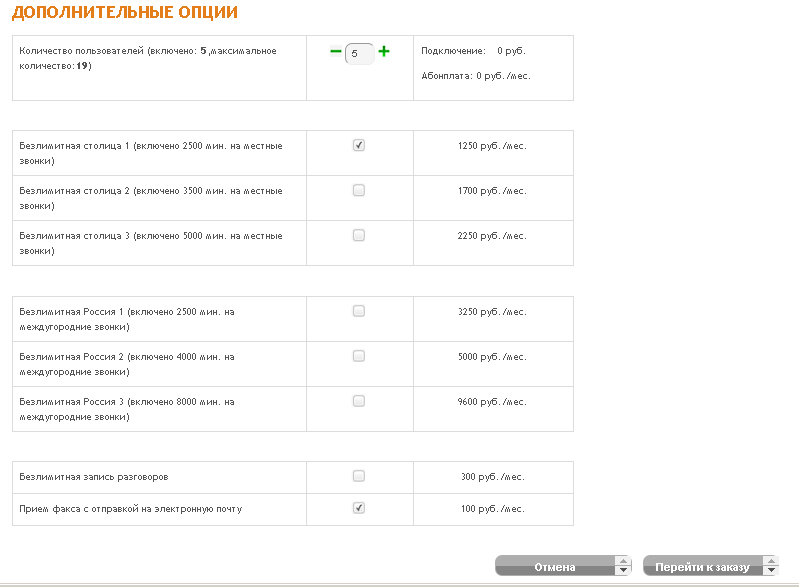 ДОПОЛНИТЕЛЬНЫЕ ОПЦИИ
Количество пользователей (включено: 5 ,максимальное
количество: 19)
5
Подключение: 0 руб.
Абонплата: 0 руб./мес.
Безлимитная столица 1 (включено 2500 мин. на местные
звонки)
1250 руб./мес.
Безлимитная столица 2 (включено 3500 мин. на местные
звонки)
1700 руб./мес.
Безлимитная столица 3 (включено 5000 мин. на местные
звонки)
2250 руб./мес.
Безлимитная Россия 1 (включено 2500 мин. на
междугородние звонки)
3250 руб./мес.
Безлимитная Россия 2 (включено 4000 мин. на
междугородние звонки)
5000 руб./мес.
Безлимитная Россия 3 (включено 8000 мин. на
междугородние звонки)
9600 руб./мес.
Безлимитная запись разговоров
300 руб./мес.
Прием факса с отправкой на электронную почту
100 руб./мес.
Отмена
Перейти к заказу